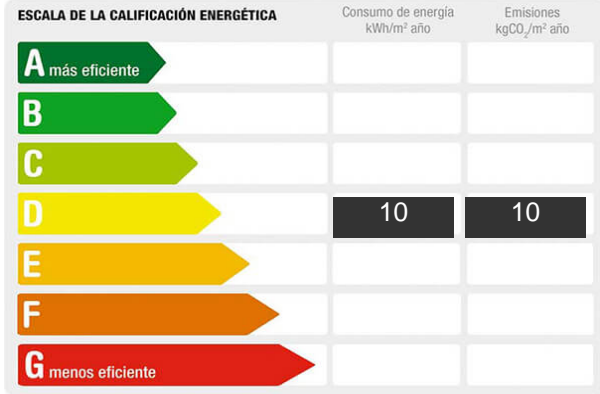 ESCALA DE LA CALIFICACIÓN ENERGÉTICA
Consumo de energía
kWh/m² año
Emisiones
kgCO₂/m² año
A más eficiente
B
C
D 10 10
E
F
G menos eficiente